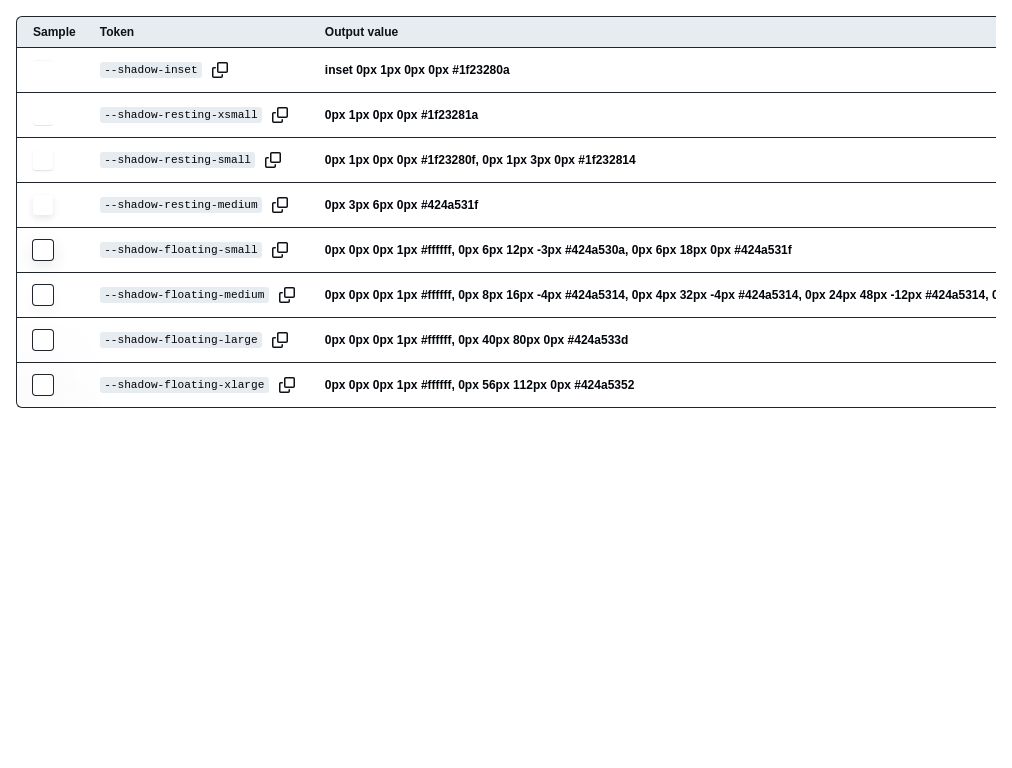 Sample Token Output value
--shadow-inset inset 0px 1px 0px 0px #1f23280a
--shadow-resting-xsmall 0px 1px 0px 0px #1f23281a
--shadow-resting-small 0px 1px 0px 0px #1f23280f, 0px 1px 3px 0px #1f232814
--shadow-resting-medium 0px 3px 6px 0px #424a531f
--shadow-floating-small 0px 0px 0px 1px #ffffff, 0px 6px 12px -3px #424a530a, 0px 6px 18px 0px #424a531f
--shadow-floating-medium 0px 0px 0px 1px #ffffff, 0px 8px 16px -4px #424a5314, 0px 4px 32px -4px #424a5314, 0px 24px 48px -12px #424a5314,
--shadow-floating-large 0px 0px 0px 1px #ffffff, 0px 40px 80px 0px #424a533d
--shadow-floating-xlarge 0px 0px 0px 1px #ffffff, 0px 56px 112px 0px #424a5352